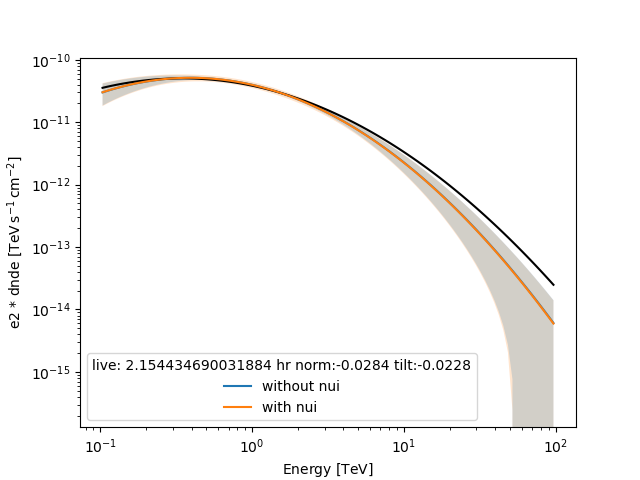 10⁻¹⁰
10⁻¹¹
10⁻¹²
10⁻¹³
10⁻¹⁴
10⁻¹⁵
e2 * dnde [TeV s⁻¹ cm⁻²]
live: 2.154434690031884 hr norm:-0.0284 tilt:-0.0228
without nui
with nui
10⁻¹ 10⁰ 10¹ 10²
Energy [TeV]